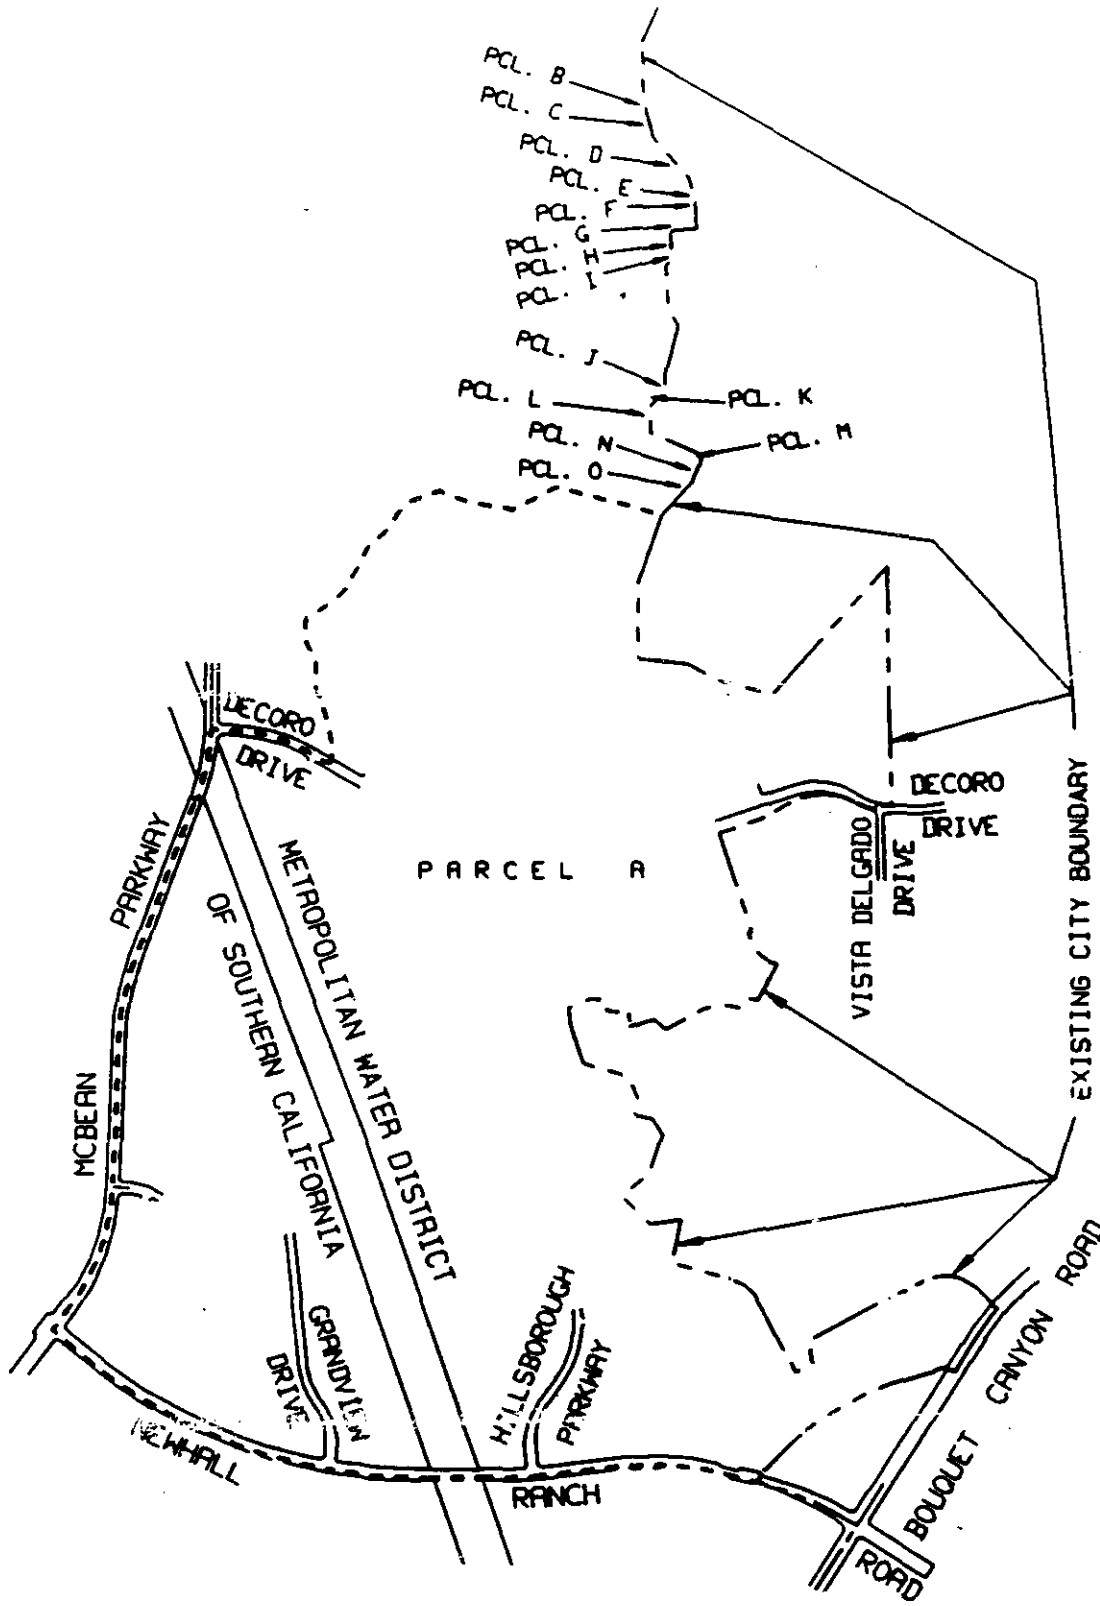 PCL. B
PCL. C
PCL. D
PCL. E
PCL. F
PCL. G
PCL. H
PCL. I
PCL. J
PCL. K
PCL. L
PCL. M
PCL. N
PCL. O
DECORO
DRIVE
PARKWAY
MCBEAN
METROPOLITAN WATER DISTRICT
OF SOUTHERN CALIFORNIA
PARCEL A
DECORO
DRIVE
VISTA DELGADO
DRIVE
EXISTING CITY BOUNDARY
GRANDVIEW
DRIVE
HILLSBOROUGH
PARKWAY
NEWHALL
RANCH
ROAD
BOUQUET CANYON ROAD